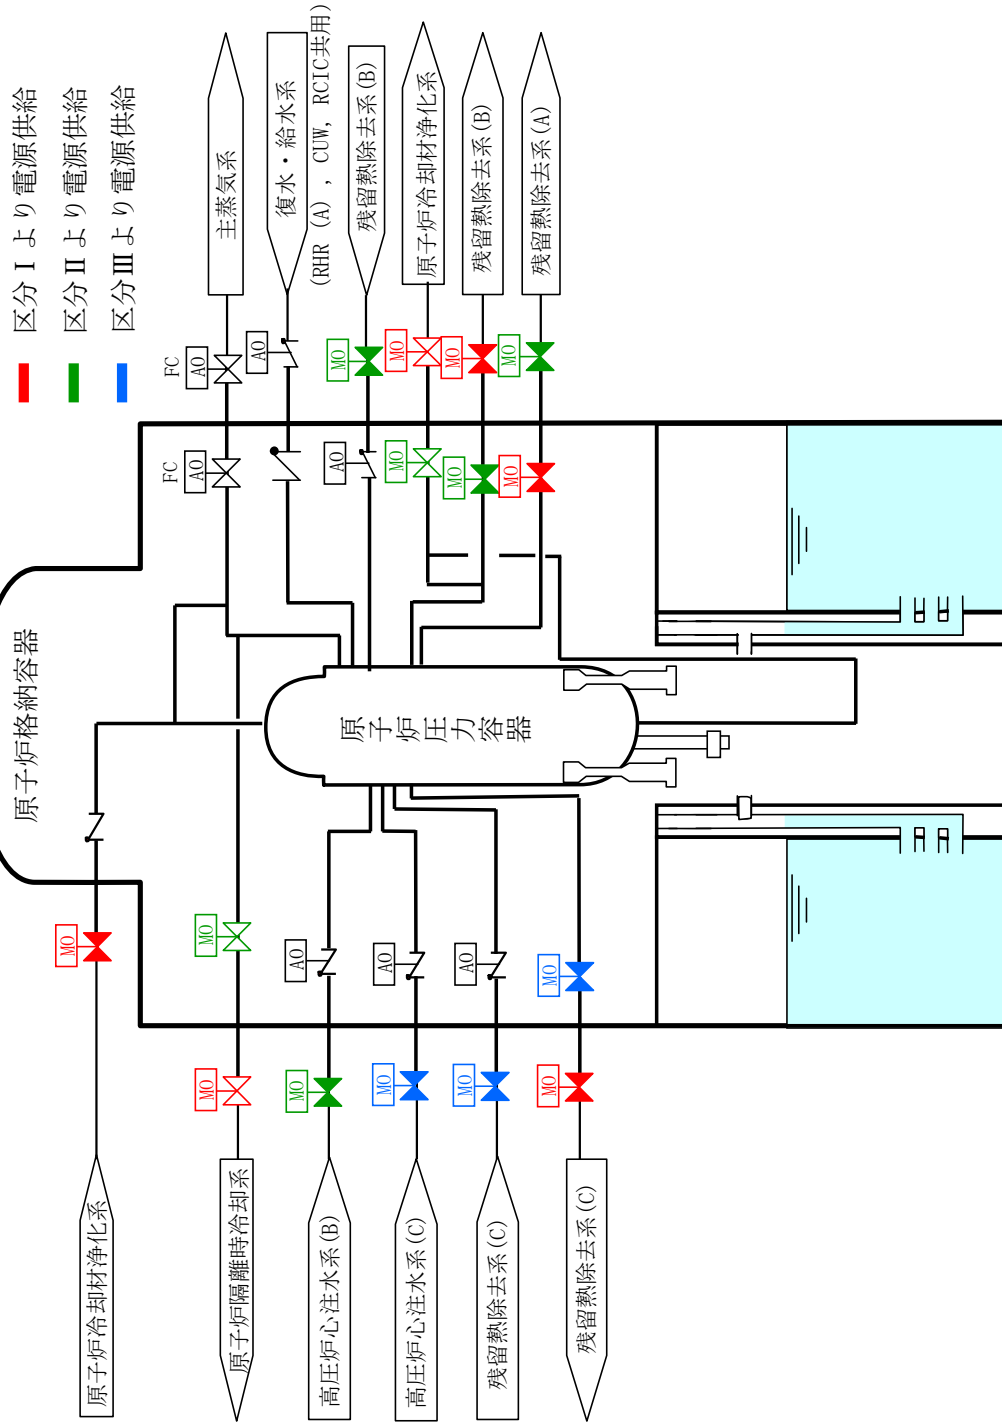 区分Ⅰより電源供給
区分Ⅱより電源供給
区分Ⅲより電源供給
主蒸気系
復水・給水系
(RHR (A) , CUW, RCIC共用)
残留熱除去系(B)
原子炉冷却材浄化系
残留熱除去系(B)
残留熱除去系(A)
FC
AO
AO
MO
MO
MO
MO
FC
AO
AO
MO
MO
MO
原子炉格納容器
原子炉圧力容器
MO
MO
AO
AO
AO
MO
MO
MO
MO
MO
MO
原子炉冷却材浄化系
原子炉隔離時冷却系
高圧炉心注水系(B)
高圧炉心注水系(C)
残留熱除去系(C)
残留熱除去系(C)